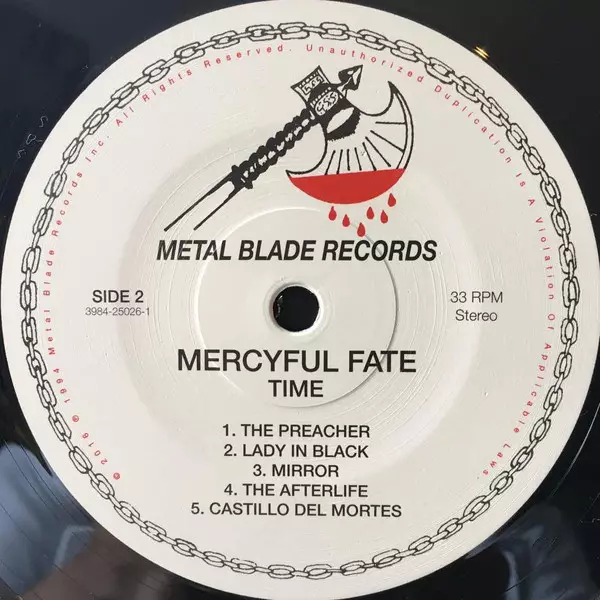 © 2016 ℗ 1994 Metal Blade Records Inc. All Rights Reserved. Unauthorized Duplication Is A Violation Of Applicable Laws
METAL BLADE RECORDS
SIDE 2
3984-25026-1
33 RPM
Stereo
MERCYFUL FATE
TIME
1. THE PREACHER
2. LADY IN BLACK
3. MIRROR
4. THE AFTERLIFE
5. CASTILLO DEL MORTES